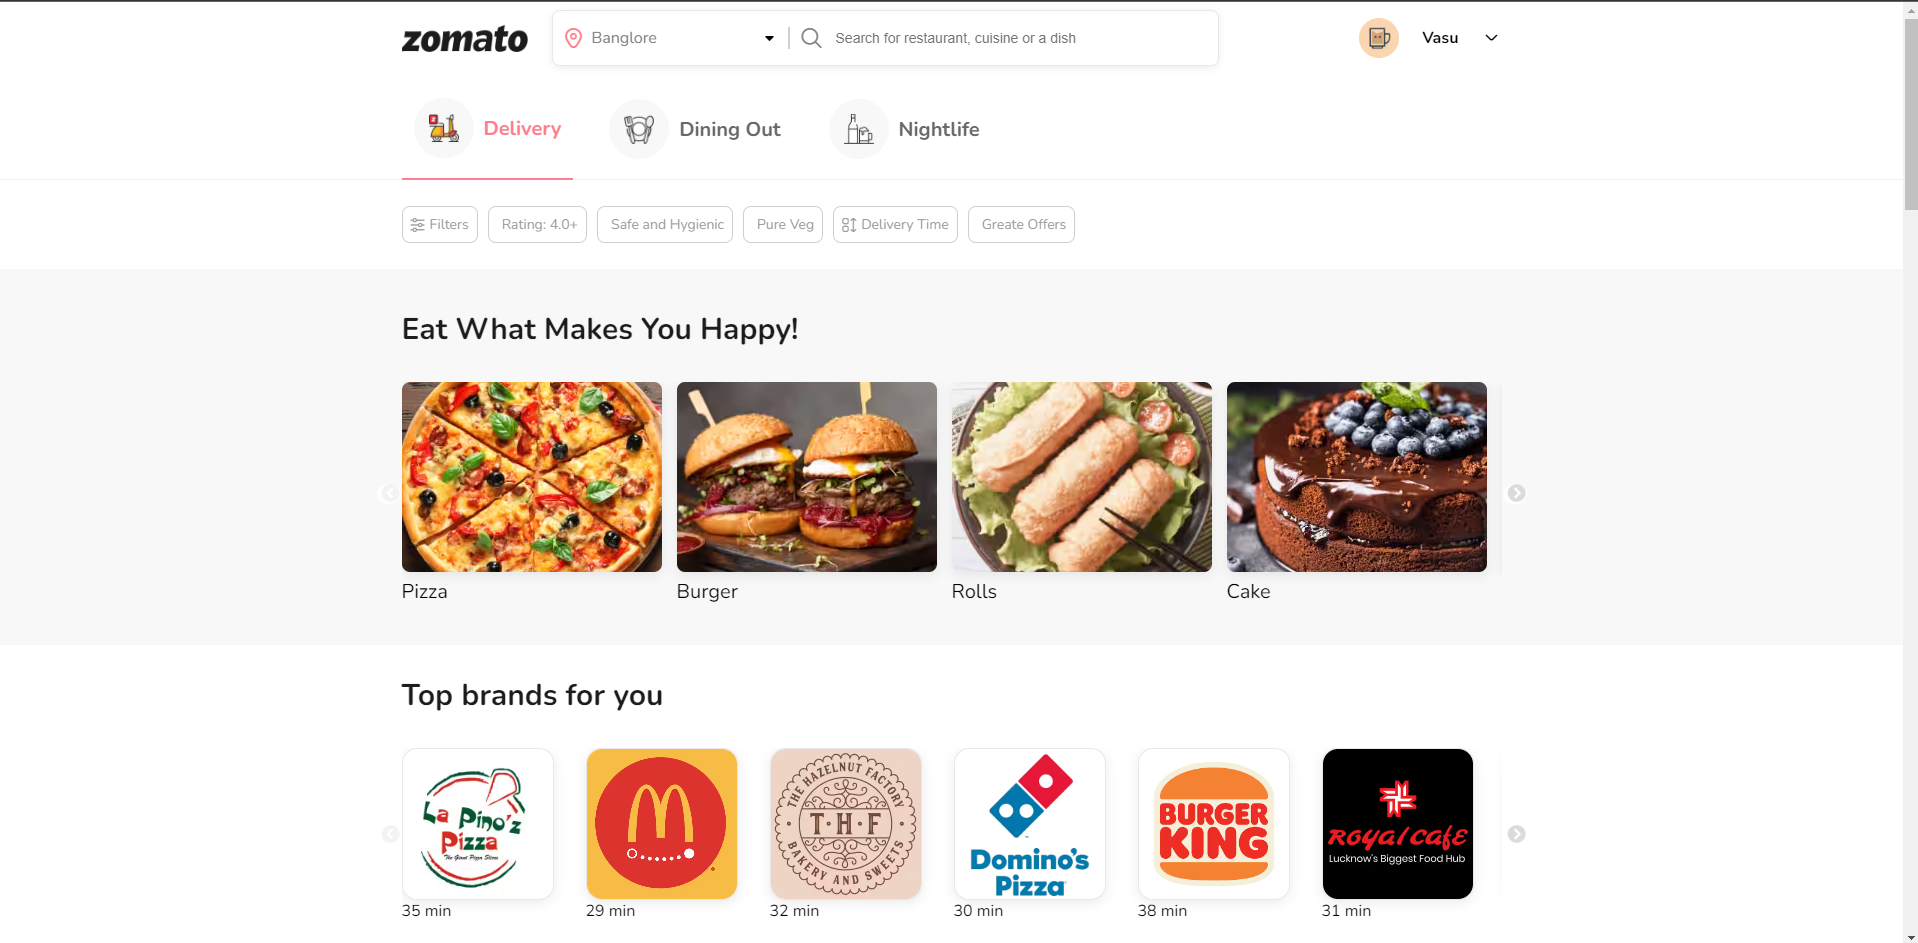 zomato
Banglore
Search for restaurant, cuisine or a dish
Vasu
Delivery
Dining Out
Nightlife
Filters
Rating: 4.0+
Safe and Hygienic
Pure Veg
Delivery Time
Greate Offers
Eat What Makes You Happy!
Pizza
Burger
Rolls
Cake
Top brands for you
La Pino'z
Pizza
The Giant Pizza Slices
THE HAZELNUT FACTORY
T·H·F
BAKERY AND SWEETS
Domino's
Pizza
BURGER
KING
ROYAL CAFE
Lucknow's Biggest Food Hub
35 min
29 min
32 min
30 min
38 min
31 min